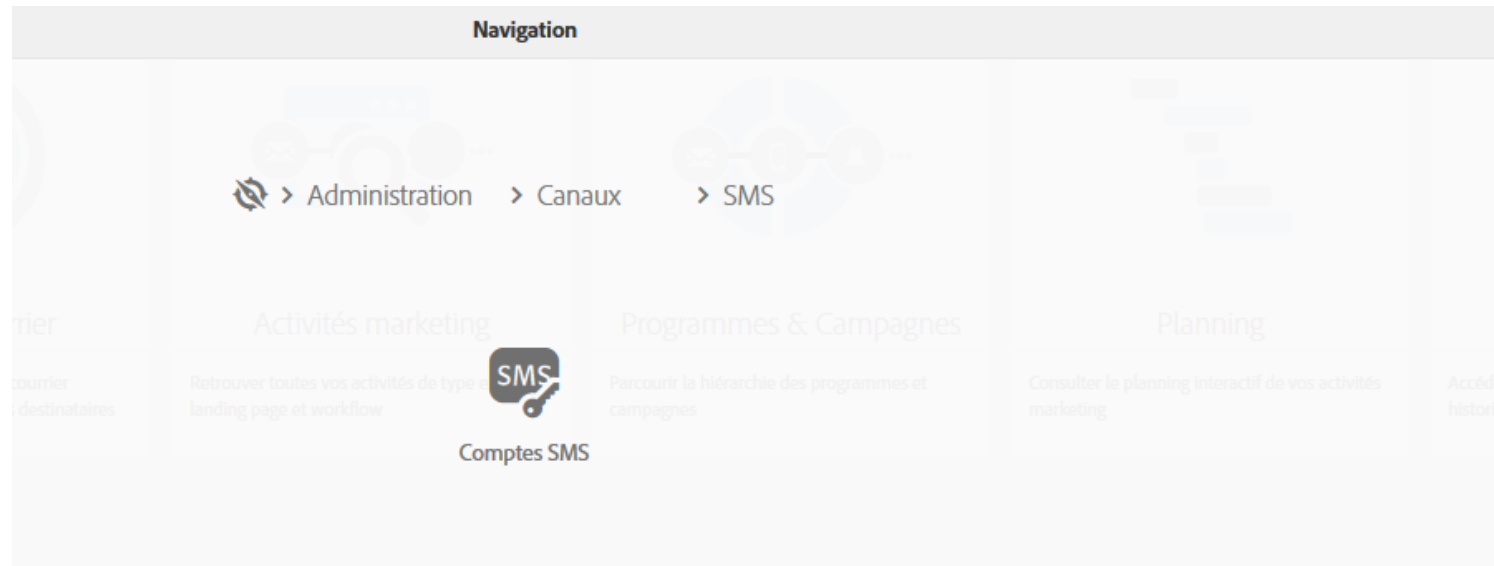 Navigation
> Administration > Canaux > SMS
rrier
Activités marketing
Programmes & Campagnes
Planning
courrier
destinataires
Retrouver toutes vos activités de type e
landing page et workflow
Parcourir la hiérarchie des programmes et
campagnes
Consulter le planning interactif de vos activités
marketing
Accéd
histori
SMS
Comptes SMS